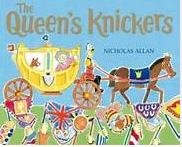 The
Queen's Knickers
NICHOLAS ALLAN